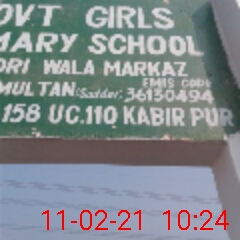 OVT GIRLS
MARY SCHOOL
ORI WALA MARKAZ
EMIS CODE
MULTAN (Sadder) 36130494
158 UC.110 KABIR PUR
11-02-21 10:24